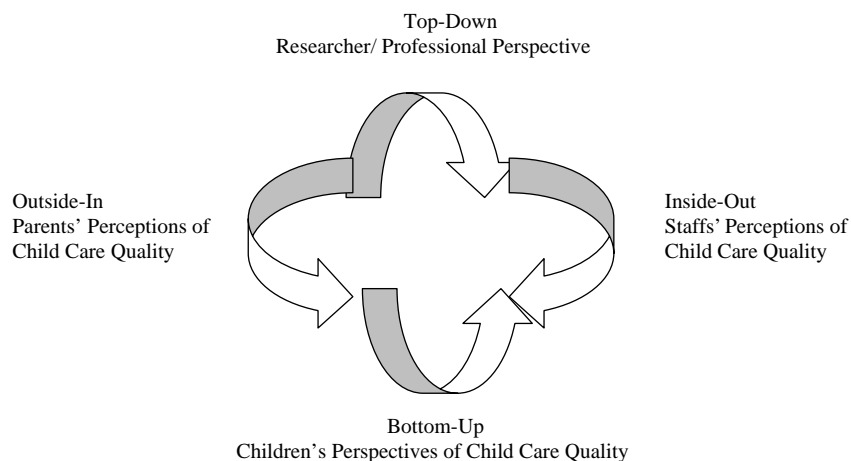 Top-Down
Researcher/ Professional Perspective
Outside-In
Parents’ Perceptions of
Child Care Quality
Inside-Out
Staffs’ Perceptions of
Child Care Quality
Bottom-Up
Children’s Perspectives of Child Care Quality